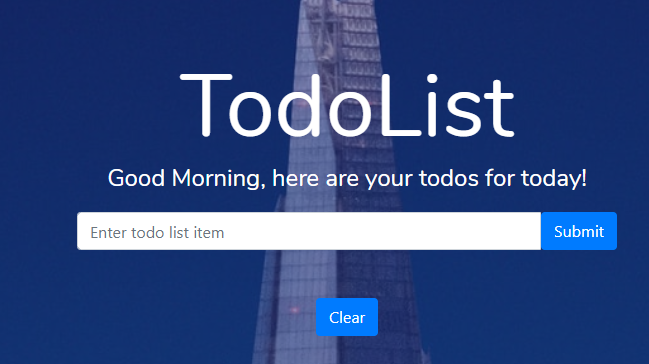 TodoList
Good Morning, here are your todos for today!
Enter todo list item
Submit
Clear